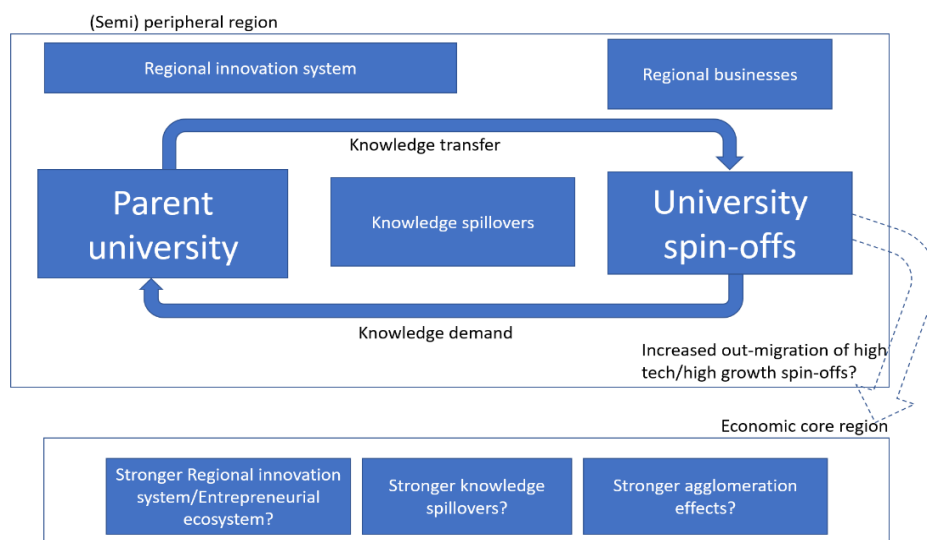 (Semi) peripheral region
Regional innovation system
Regional businesses
Knowledge transfer
Parent
university
Knowledge spillovers
University
spin-offs
Knowledge demand
Increased out-migration of high
tech/high growth spin-offs?
Economic core region
Stronger Regional innovation
system/Entrepreneurial
ecosystem?
Stronger knowledge
spillovers?
Stronger agglomeration
effects?